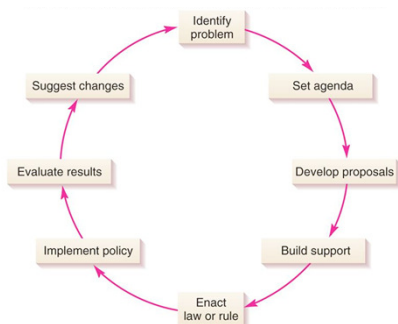 Identify
problem
Set agenda
Develop proposals
Build support
Enact
law or rule
Implement policy
Evaluate results
Suggest changes